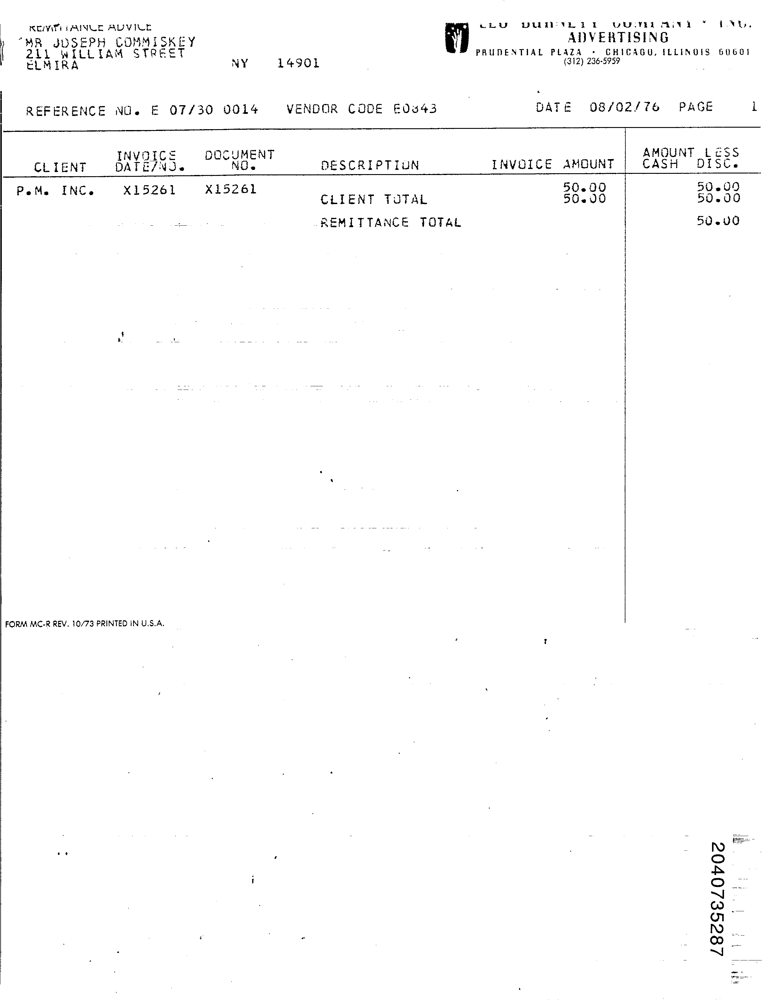 REMITTANCE ADVICE
MR JOSEPH COMMISKEY
211 WILLIAM STREET
ELMIRA NY 14901
LEO BURNETT COMPANY · INC.
ADVERTISING
PRUDENTIAL PLAZA · CHICAGO, ILLINOIS 60601
(312) 236-5959
REFERENCE NO. E 07/30 0014 VENDOR CODE E0843 DATE 08/02/76 PAGE 1
CLIENT INVOICE DATE/NO. DOCUMENT NO. DESCRIPTION INVOICE AMOUNT AMOUNT LESS CASH DISC.
P.M. INC. X15261 X15261 50.00 50.00
CLIENT TOTAL 50.00 50.00
REMITTANCE TOTAL 50.00
FORM MC-R REV. 10/73 PRINTED IN U.S.A.
2040735287